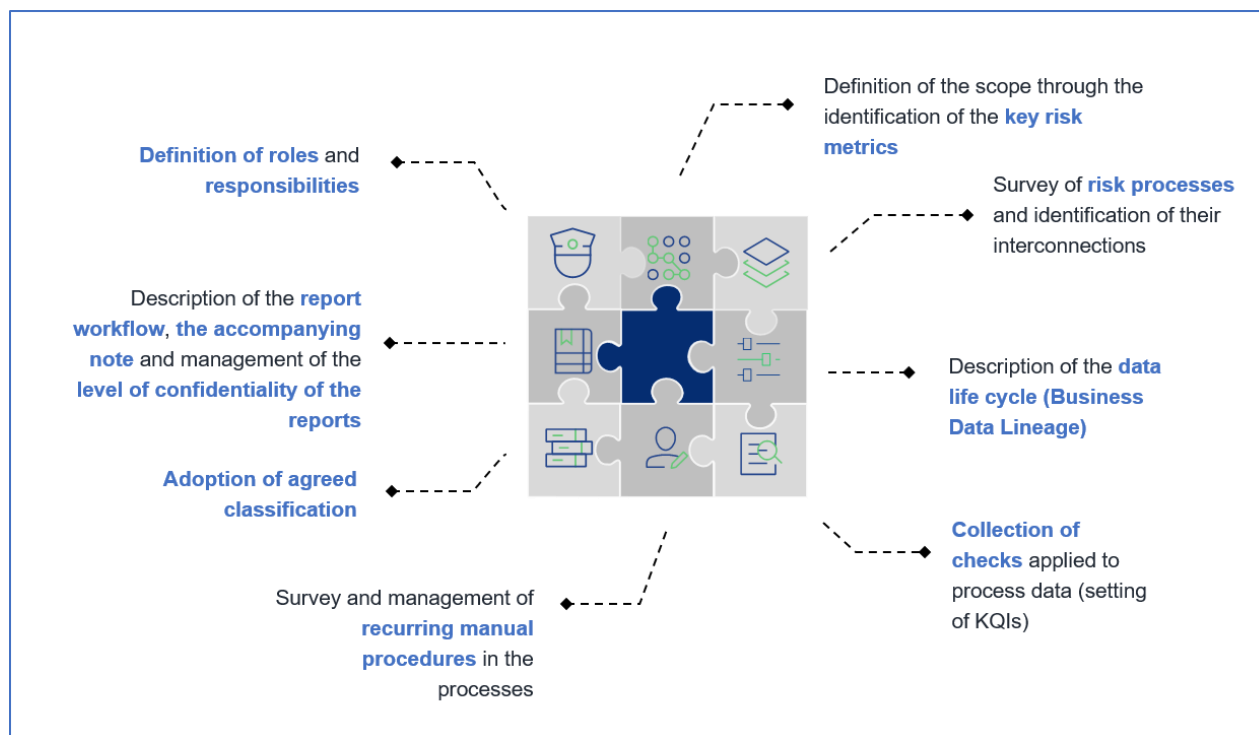 Definition of the scope through the
identification of the key risk
metrics
Definition of roles and
responsibilities
Survey of risk processes
and identification of their
interconnections
Description of the report
workflow, the accompanying
note and management of the
level of confidentiality of the
reports
Description of the data
life cycle (Business
Data Lineage)
Adoption of agreed
classification
Collection of
checks applied to
process data (setting
of KQIs)
Survey and management of
recurring manual
procedures in the
processes